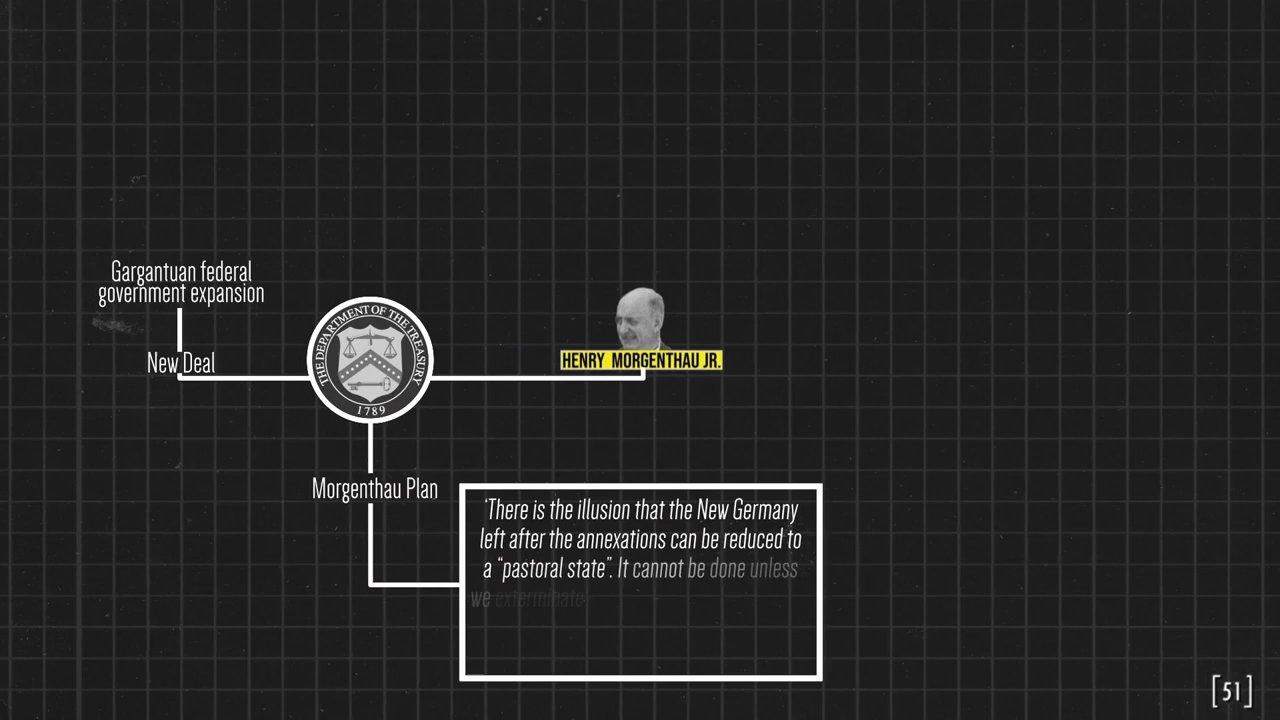 Gargantuan federal
government expansion
New Deal
THE DEPARTMENT OF THE TREASURY
1789
HENRY MORGENTHAU JR.
Morgenthau Plan
‘There is the illusion that the New Germany
left after the annexations can be reduced to
a “pastoral state”. It cannot be done unless
we exterminate
[51]